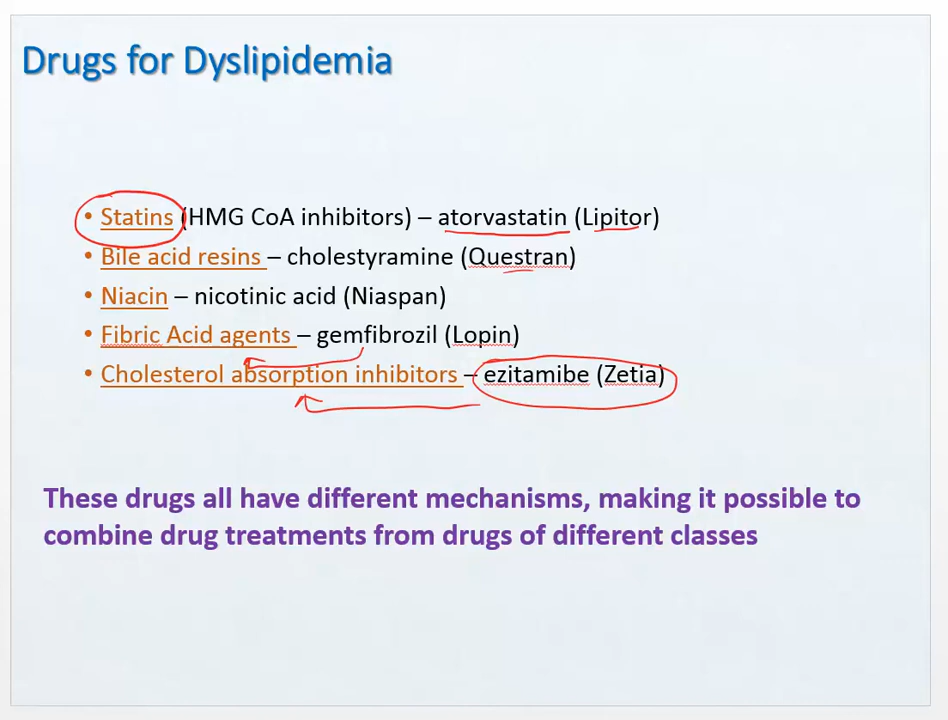 Drugs for Dyslipidemia
• Statins (HMG CoA inhibitors) – atorvastatin (Lipitor)
• Bile acid resins – cholestyramine (Questran)
• Niacin – nicotinic acid (Niaspan)
• Fibric Acid agents – gemfibrozil (Lopin)
• Cholesterol absorption inhibitors – ezitamibe (Zetia)
These drugs all have different mechanisms, making it possible to
combine drug treatments from drugs of different classes